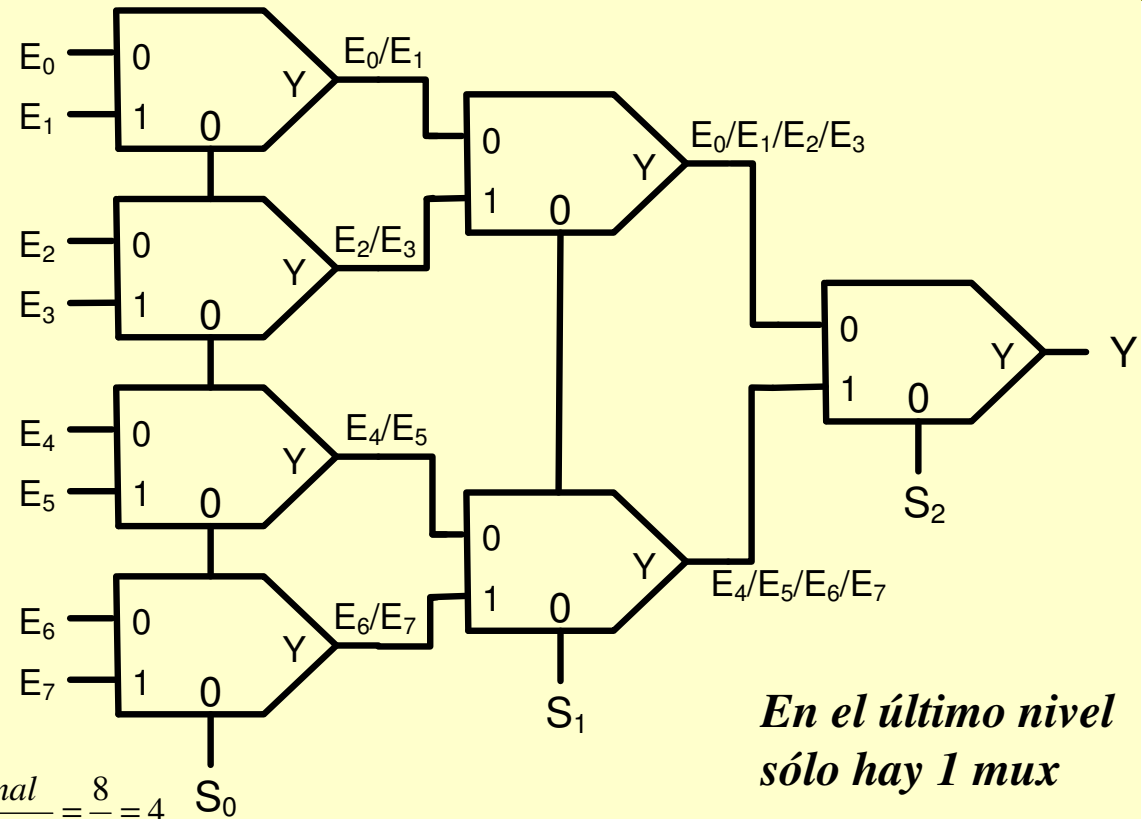 E₀ 0 Y E₀/E₁
E₁ 1 0
0 Y E₀/E₁/E₂/E₃
1 0
E₂ 0 Y E₂/E₃
E₃ 1 0
0 Y Y
1 0
S₂
E₄ 0 Y E₄/E₅
E₅ 1 0
0 Y E₄/E₅/E₆/E₇
1 0
S₁
E₆ 0 Y E₆/E₇
E₇ 1 0
S₀
En el último nivel
sólo hay 1 mux
= 8/ = 4